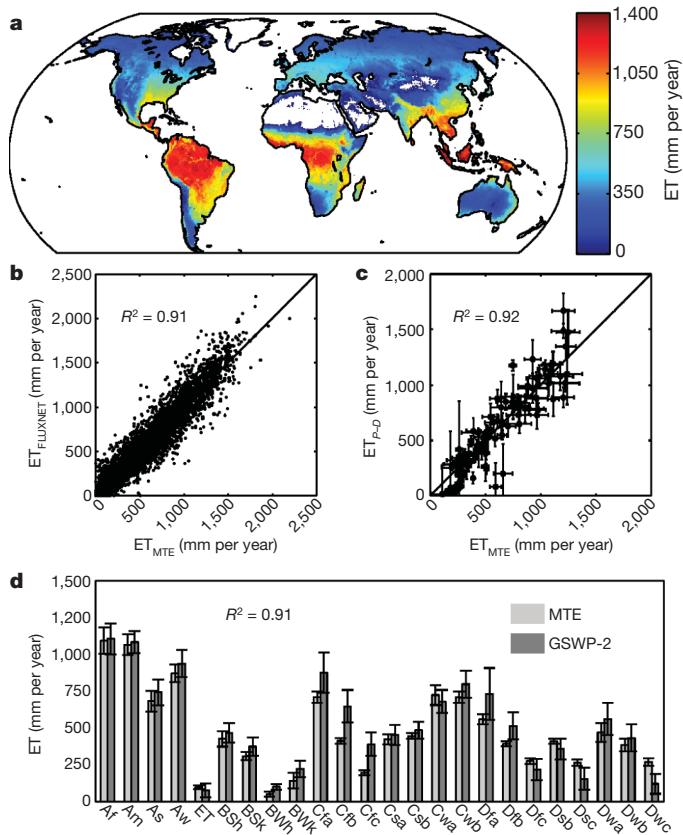 a
1,400
1,050
750
350
0
ET (mm per year)
b
2,500
2,000
1,500
1,000
500
0
R² = 0.91
ET_FLUXNET (mm per year)
0
500
1,000
1,500
2,000
2,500
ET_MTE (mm per year)
c
2,000
1,500
1,000
500
0
R² = 0.92
ET_P–D (mm per year)
0
500
1,000
1,500
2,000
ET_MTE (mm per year)
d
1,500
1,200
1,000
750
500
250
0
ET (mm per year)
R² = 0.91
MTE
GSWP-2
Af Am As Aw ET BSh BSk BWh BWk Cfa Cfb Cfc Csa Csb Cwa Cwb Dfa Dfb Dfc Dsb Dsc Dwa Dwb Dwc